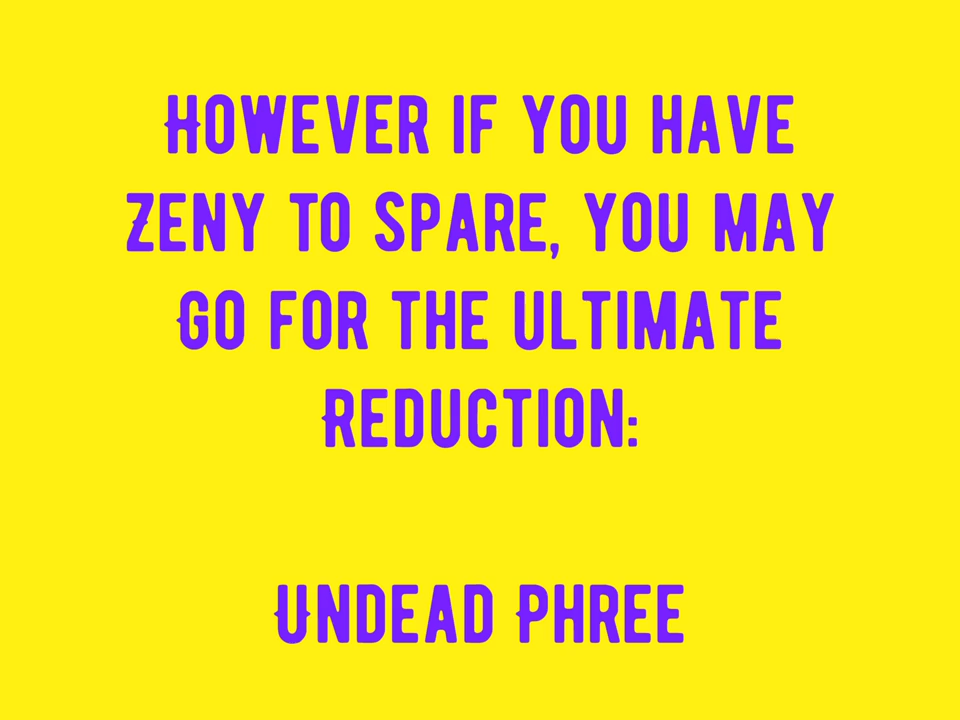 However if you have
Zeny to spare, you may
go for the ultimate
Reduction:
Undead Phree